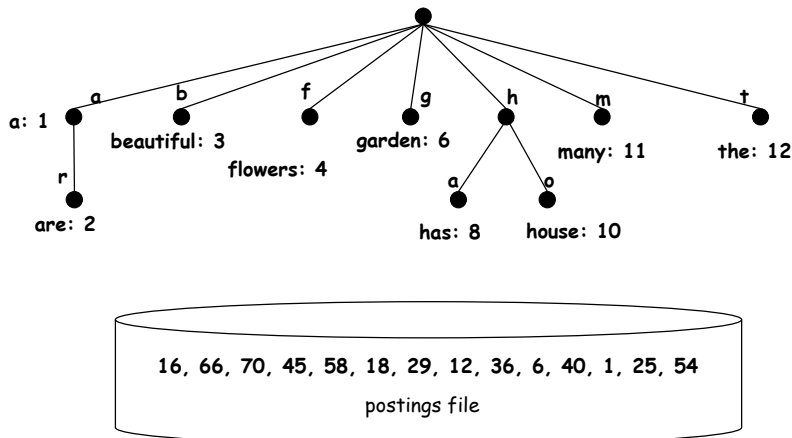 a b f g h m t
a: 1
beautiful: 3
flowers: 4
garden: 6
many: 11
the: 12
r a o
are: 2
has: 8
house: 10
16, 66, 70, 45, 58, 18, 29, 12, 36, 6, 40, 1, 25, 54
postings file